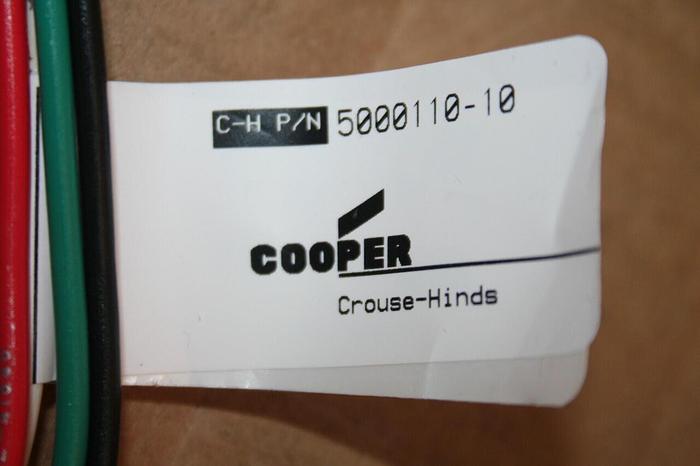 C-H P/N 5000110-10
COOPER
Crouse-Hinds